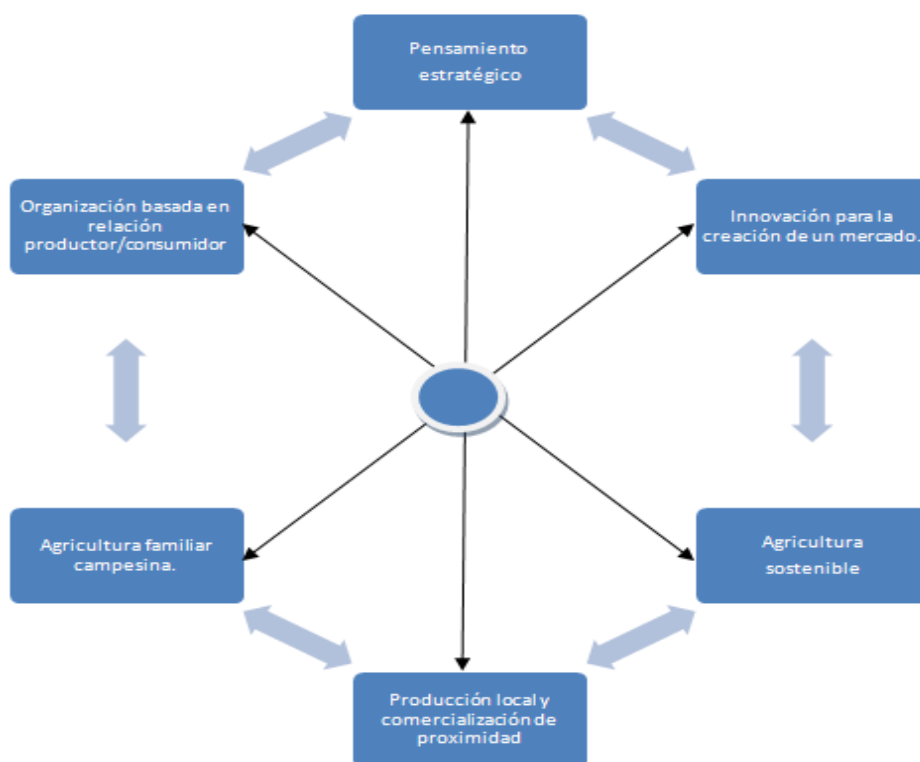 Pensamiento
estratégico
Organización basada en
relación
productor/consumidor
Innovación para la
creación de un mercado.
Agricultura familiar
campesina.
Agricultura
sostenible
Producción local y
comercialización de
proximidad